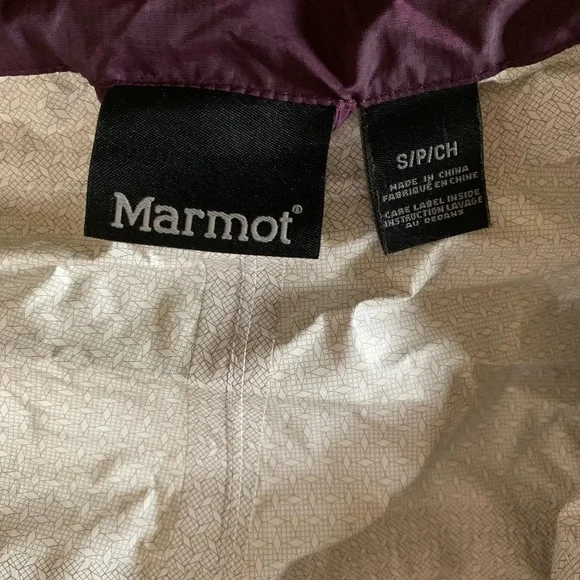 Marmot®
S/P/CH
MADE IN CHINA
FABRIQUÉ EN CHINE
CARE LABEL INSIDE
INSTRUCTION LAVAGE
AU DEDANS